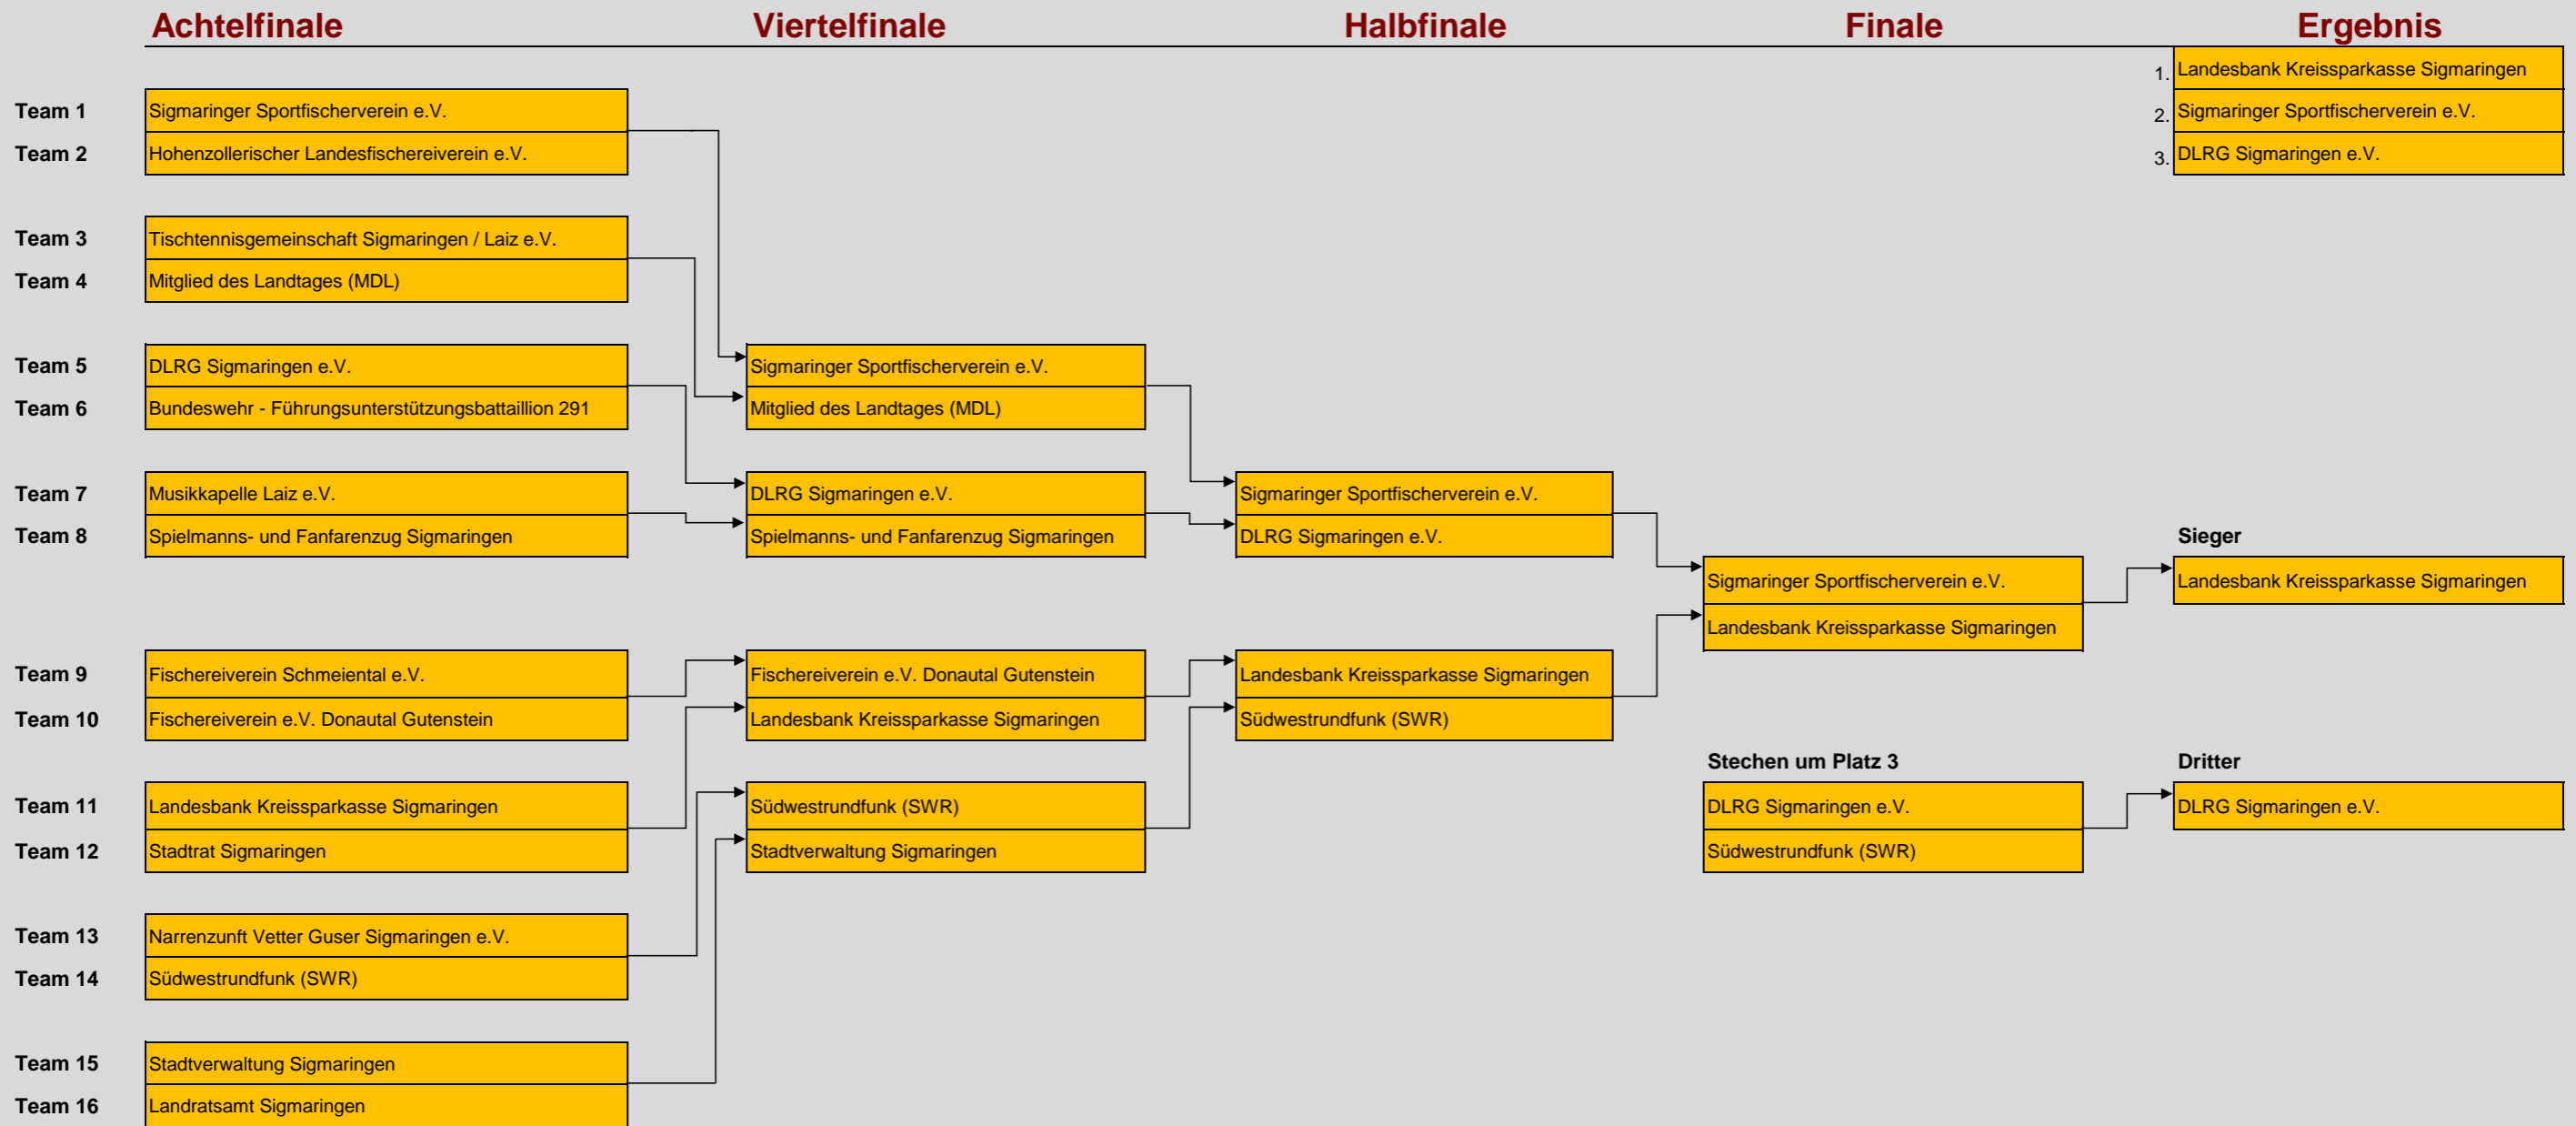 Achtelfinale Viertelfinale Halbfinale Finale Ergebnis
1. Landesbank Kreissparkasse Sigmaringen
Team 1 Sigmaringer Sportfischerverein e.V. 2. Sigmaringer Sportfischerverein e.V.
Team 2 Hohenzollerischer Landesfischereiverein e.V. 3. DLRG Sigmaringen e.V.
Team 3 Tischtennisgemeinschaft Sigmaringen / Laiz e.V.
Team 4 Mitglied des Landtages (MDL)
Team 5 DLRG Sigmaringen e.V. Sigmaringer Sportfischerverein e.V.
Team 6 Bundeswehr - Führungsunterstützungsbattaillion 291 Mitglied des Landtages (MDL)
Team 7 Musikkapelle Laiz e.V. DLRG Sigmaringen e.V. Sigmaringer Sportfischerverein e.V.
Team 8 Spielmanns- und Fanfarenzug Sigmaringen Spielmanns- und Fanfarenzug Sigmaringen DLRG Sigmaringen e.V. Sieger
Sigmaringer Sportfischerverein e.V. Landesbank Kreissparkasse Sigmaringen
Landesbank Kreissparkasse Sigmaringen
Team 9 Fischereiverein Schmeiental e.V. Fischereiverein e.V. Donautal Gutenstein Landesbank Kreissparkasse Sigmaringen
Team 10 Fischereiverein e.V. Donautal Gutenstein Landesbank Kreissparkasse Sigmaringen Südwestrundfunk (SWR)
Stechen um Platz 3 Dritter
Team 11 Landesbank Kreissparkasse Sigmaringen Südwestrundfunk (SWR) DLRG Sigmaringen e.V. DLRG Sigmaringen e.V.
Team 12 Stadtrat Sigmaringen Stadtverwaltung Sigmaringen Südwestrundfunk (SWR)
Team 13 Narrenzunft Vetter Guser Sigmaringen e.V.
Team 14 Südwestrundfunk (SWR)
Team 15 Stadtverwaltung Sigmaringen
Team 16 Landratsamt Sigmaringen